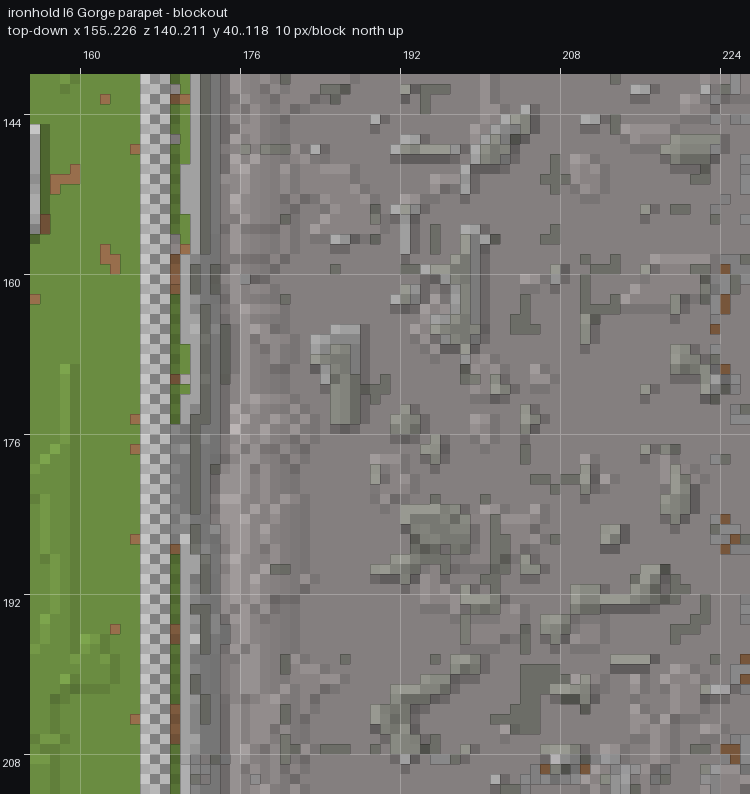 ironhold l6 Gorge parapet - blockout
top-down x 155..226 z 140..211 y 40..118 10 px/block north up
160 176 192 208 224
144
160
176
192
208